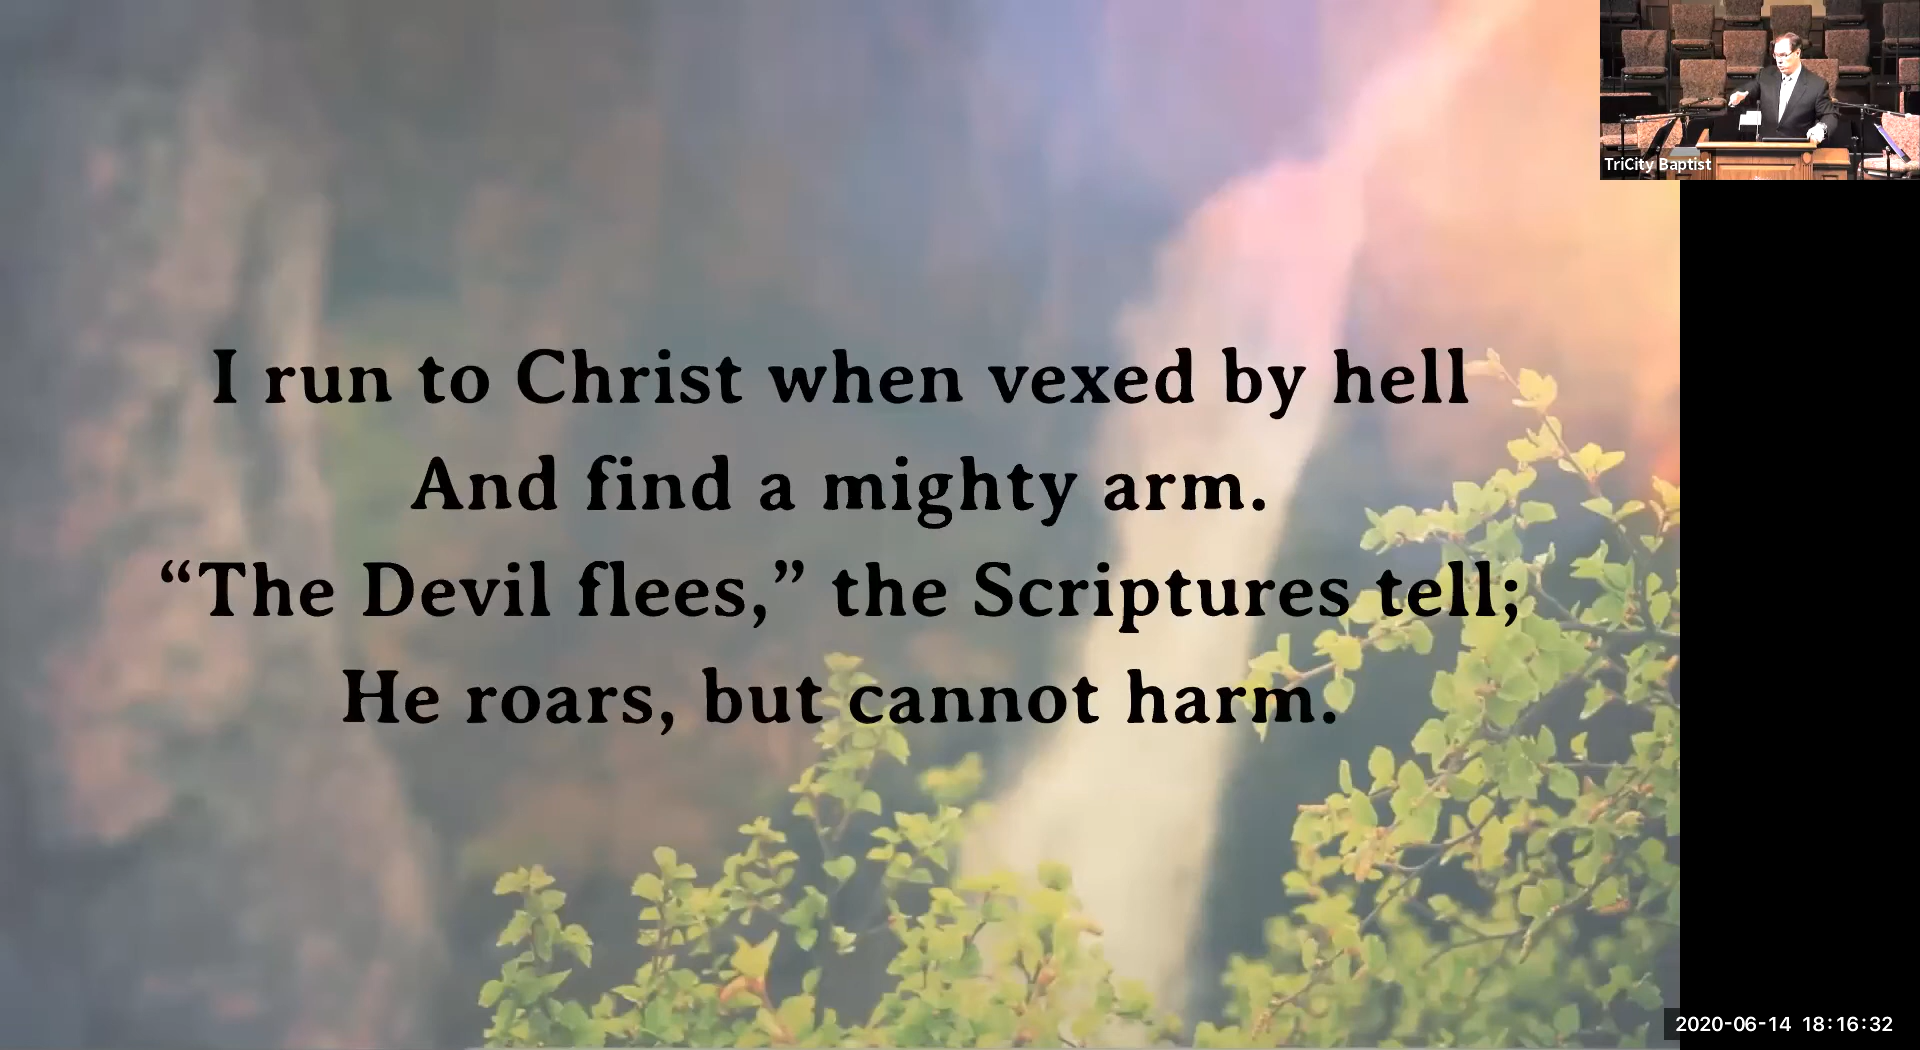 I run to Christ when vexed by hell
And find a mighty arm.
“The Devil flees,” the Scriptures tell;
He roars, but cannot harm.
TriCity Baptist
2020-06-14 18:16:32